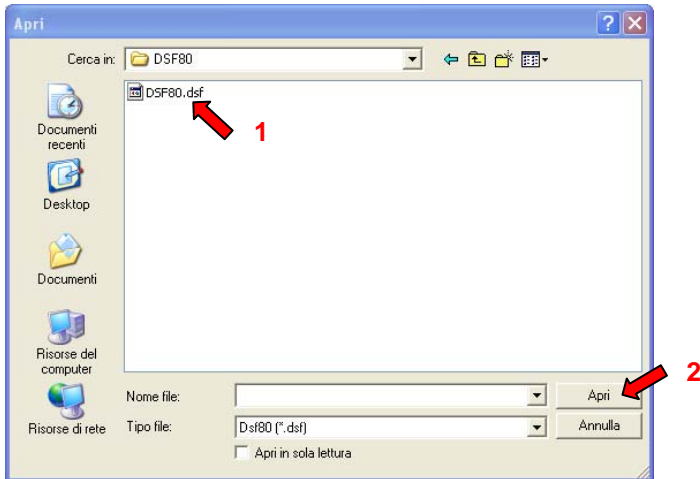 Apri
Cerca in: DSF80
DSF80.dsf
1
Documenti
recenti
Desktop
Documenti
Risorse del
computer
Risorse di rete
2
Nome file: Apri
Tipo file: Dsf80 (*.dsf) Annulla
Apri in sola lettura